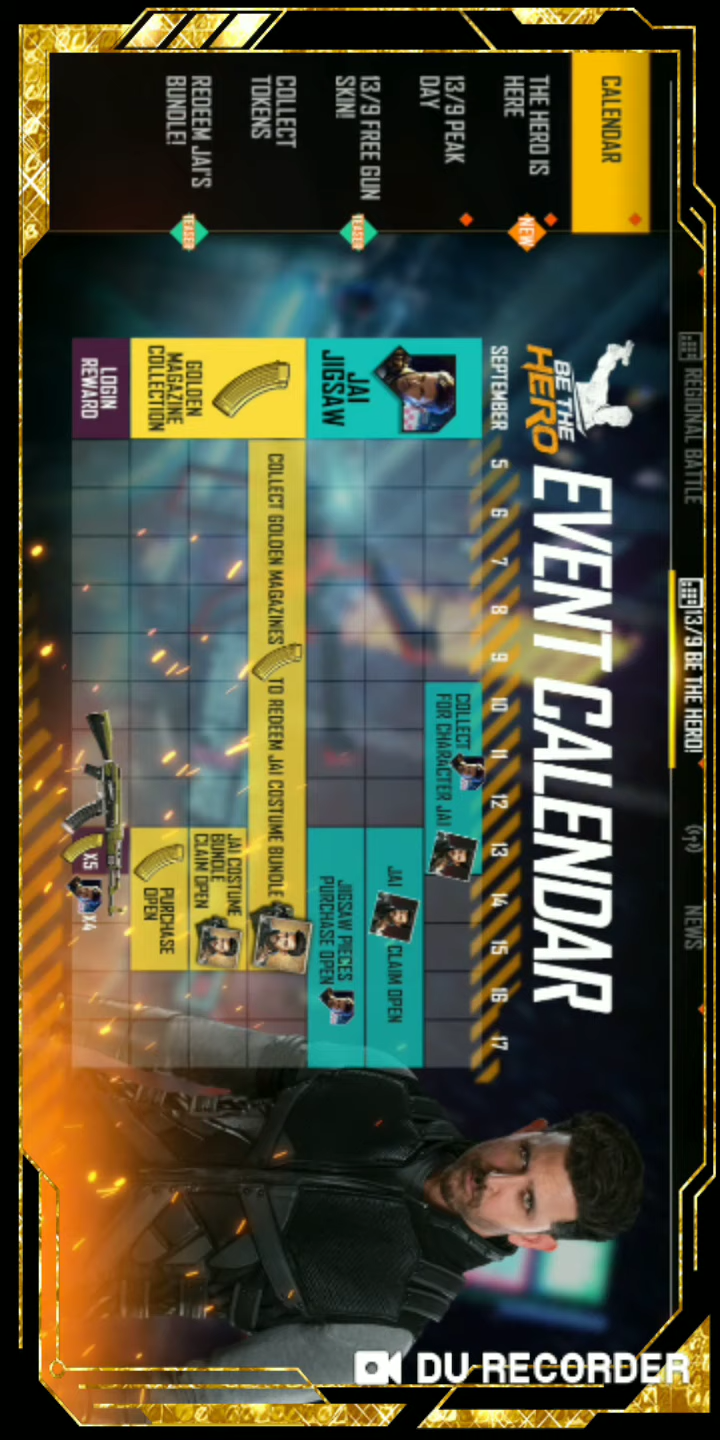 REGIONAL BATTLE
13/9 BE THE HERO!
NEWS
CALENDAR
THE HERO IS
HERE
NEW
13/9 PEAK
DAY
13/9 FREE GUN
SKIN!
TEASER
COLLECT
TOKENS
REDEEM JAI'S
BUNDLE!
TEASER
BE THE
HERO
EVENT CALENDAR
SEPTEMBER 5 6 7 8 9 10 11 12 13 14 15 16 17
JAI
JIGSAW
COLLECT
FOR CHARACTER JAI
JAI CLAIM OPEN
JIGSAW PIECES
PURCHASE OPEN
GOLDEN
MAGAZINE
COLLECTION
COLLECT GOLDEN MAGAZINES TO REDEEM JAI COSTUME BUNDLE
JAI COSTUME
BUNDLE
CLAIM OPEN
PURCHASE
OPEN
LOGIN
REWARD
X5
X4
DU RECORDER